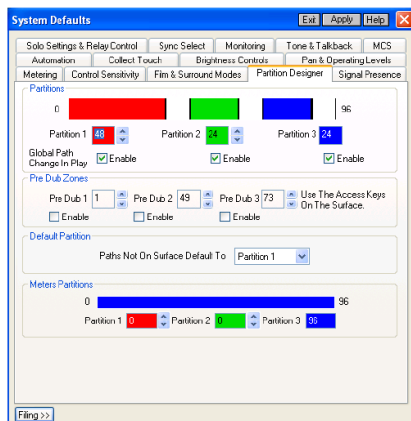 System Defaults Exit Apply Help X
Solo Settings & Relay Control Sync Select Monitoring Tone & Talkback MCS
Automation Collect Touch Brightness Controls Pan & Operating Levels
Metering Control Sensitivity Film & Surround Modes Partition Designer Signal Presence
Partitions
0 96
Partition 1 48 Partition 2 24 Partition 3 24
Global Path
Change In Play Enable Enable Enable
Pre Dub Zones
Pre Dub 1 1 Pre Dub 2 49 Pre Dub 3 73 Use The Access Keys
On The Surface.
Enable Enable Enable
Default Partition
Paths Not On Surface Default To Partition 1
Meters Partitions
0 96
Partition 1 0 Partition 2 0 Partition 3 96
Filing >>